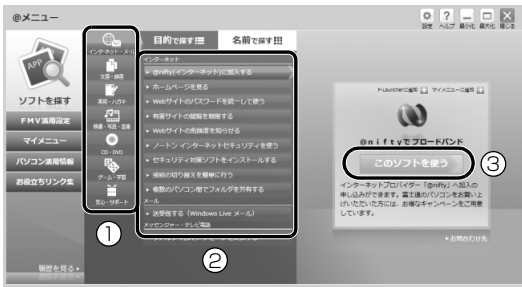 @メニュー
設定 ヘルプ 最小化 最大化 閉じる
APP
ソフトを探す
FMV活用設定
マイメニュー
パソコン活用情報
お役立ちリンク集
履歴を見る
インターネット・メール
文書・勉強
美術・ハガキ
映像・写真・音楽
CD・DVD
ゲーム・学習
安心・サポート
①
目的で探す
名前で探す
インターネット
@nifty(インターネット)に加入する
ホームページを見る
WebサイトのIパスワードを統一して使う
有害サイトの閲覧を制限する
Webサイトの危険度を知らせる
ノートン インターネットセキュリティを使う
セキュリティ対策ソフトをインストールする
接続の切り替えを簡単に行う
複数のパソコン間でフォルダを共有する
メール
送受信する（Windows Live メール）
メッセンジャー・テレビ電話
②
F-Launcherに追加 マイメニューに追加
@niftyでブロードバンド
このソフトを使う
③
インターネットプロバイダー「@nifty」へ加入の
申し込みができます。富士通のパソコンをお買い上
げいただいた方には、お得なキャンペーンをご用意
しています。
お問合わせ先